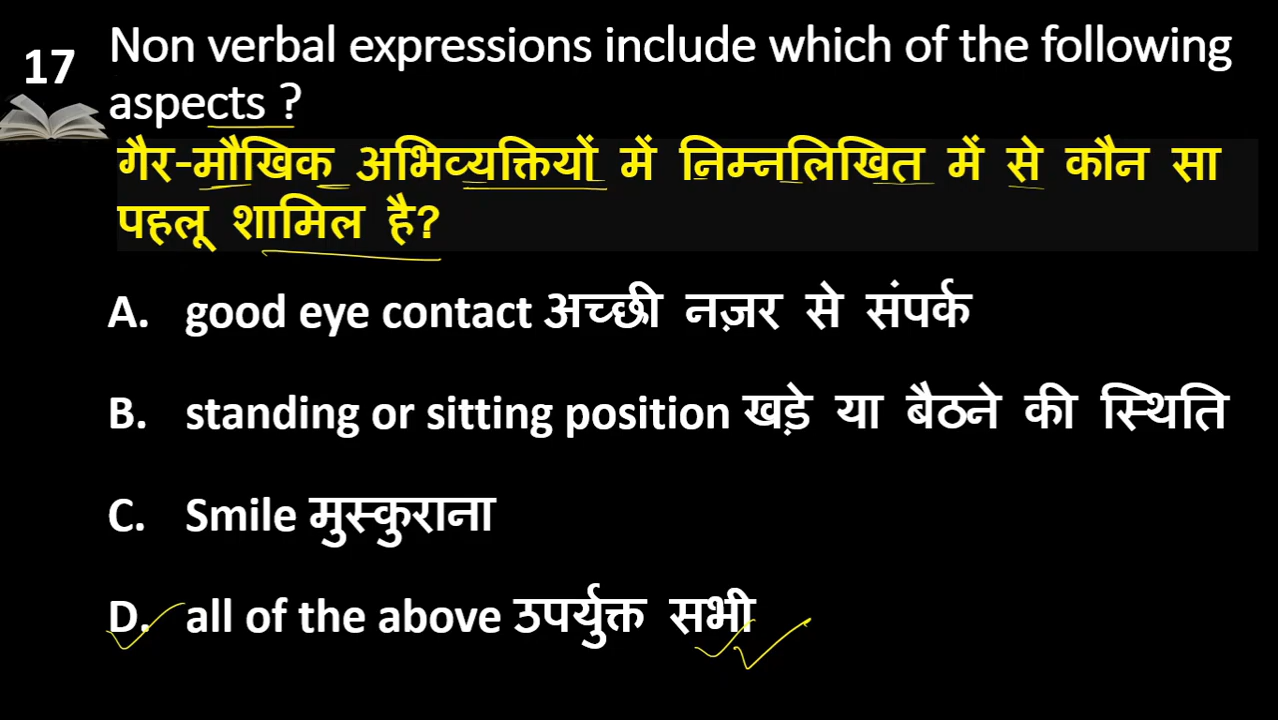 17
Non verbal expressions include which of the following
aspects ?
गैर-मौखिक अभिव्यक्तियों में निम्नलिखित में से कौन सा
पहलू शामिल है?
A. good eye contact अच्छी नज़र से संपर्क
B. standing or sitting position खड़े या बैठने की स्थिति
C. Smile मुस्कुराना
D. all of the above उपर्युक्त सभी